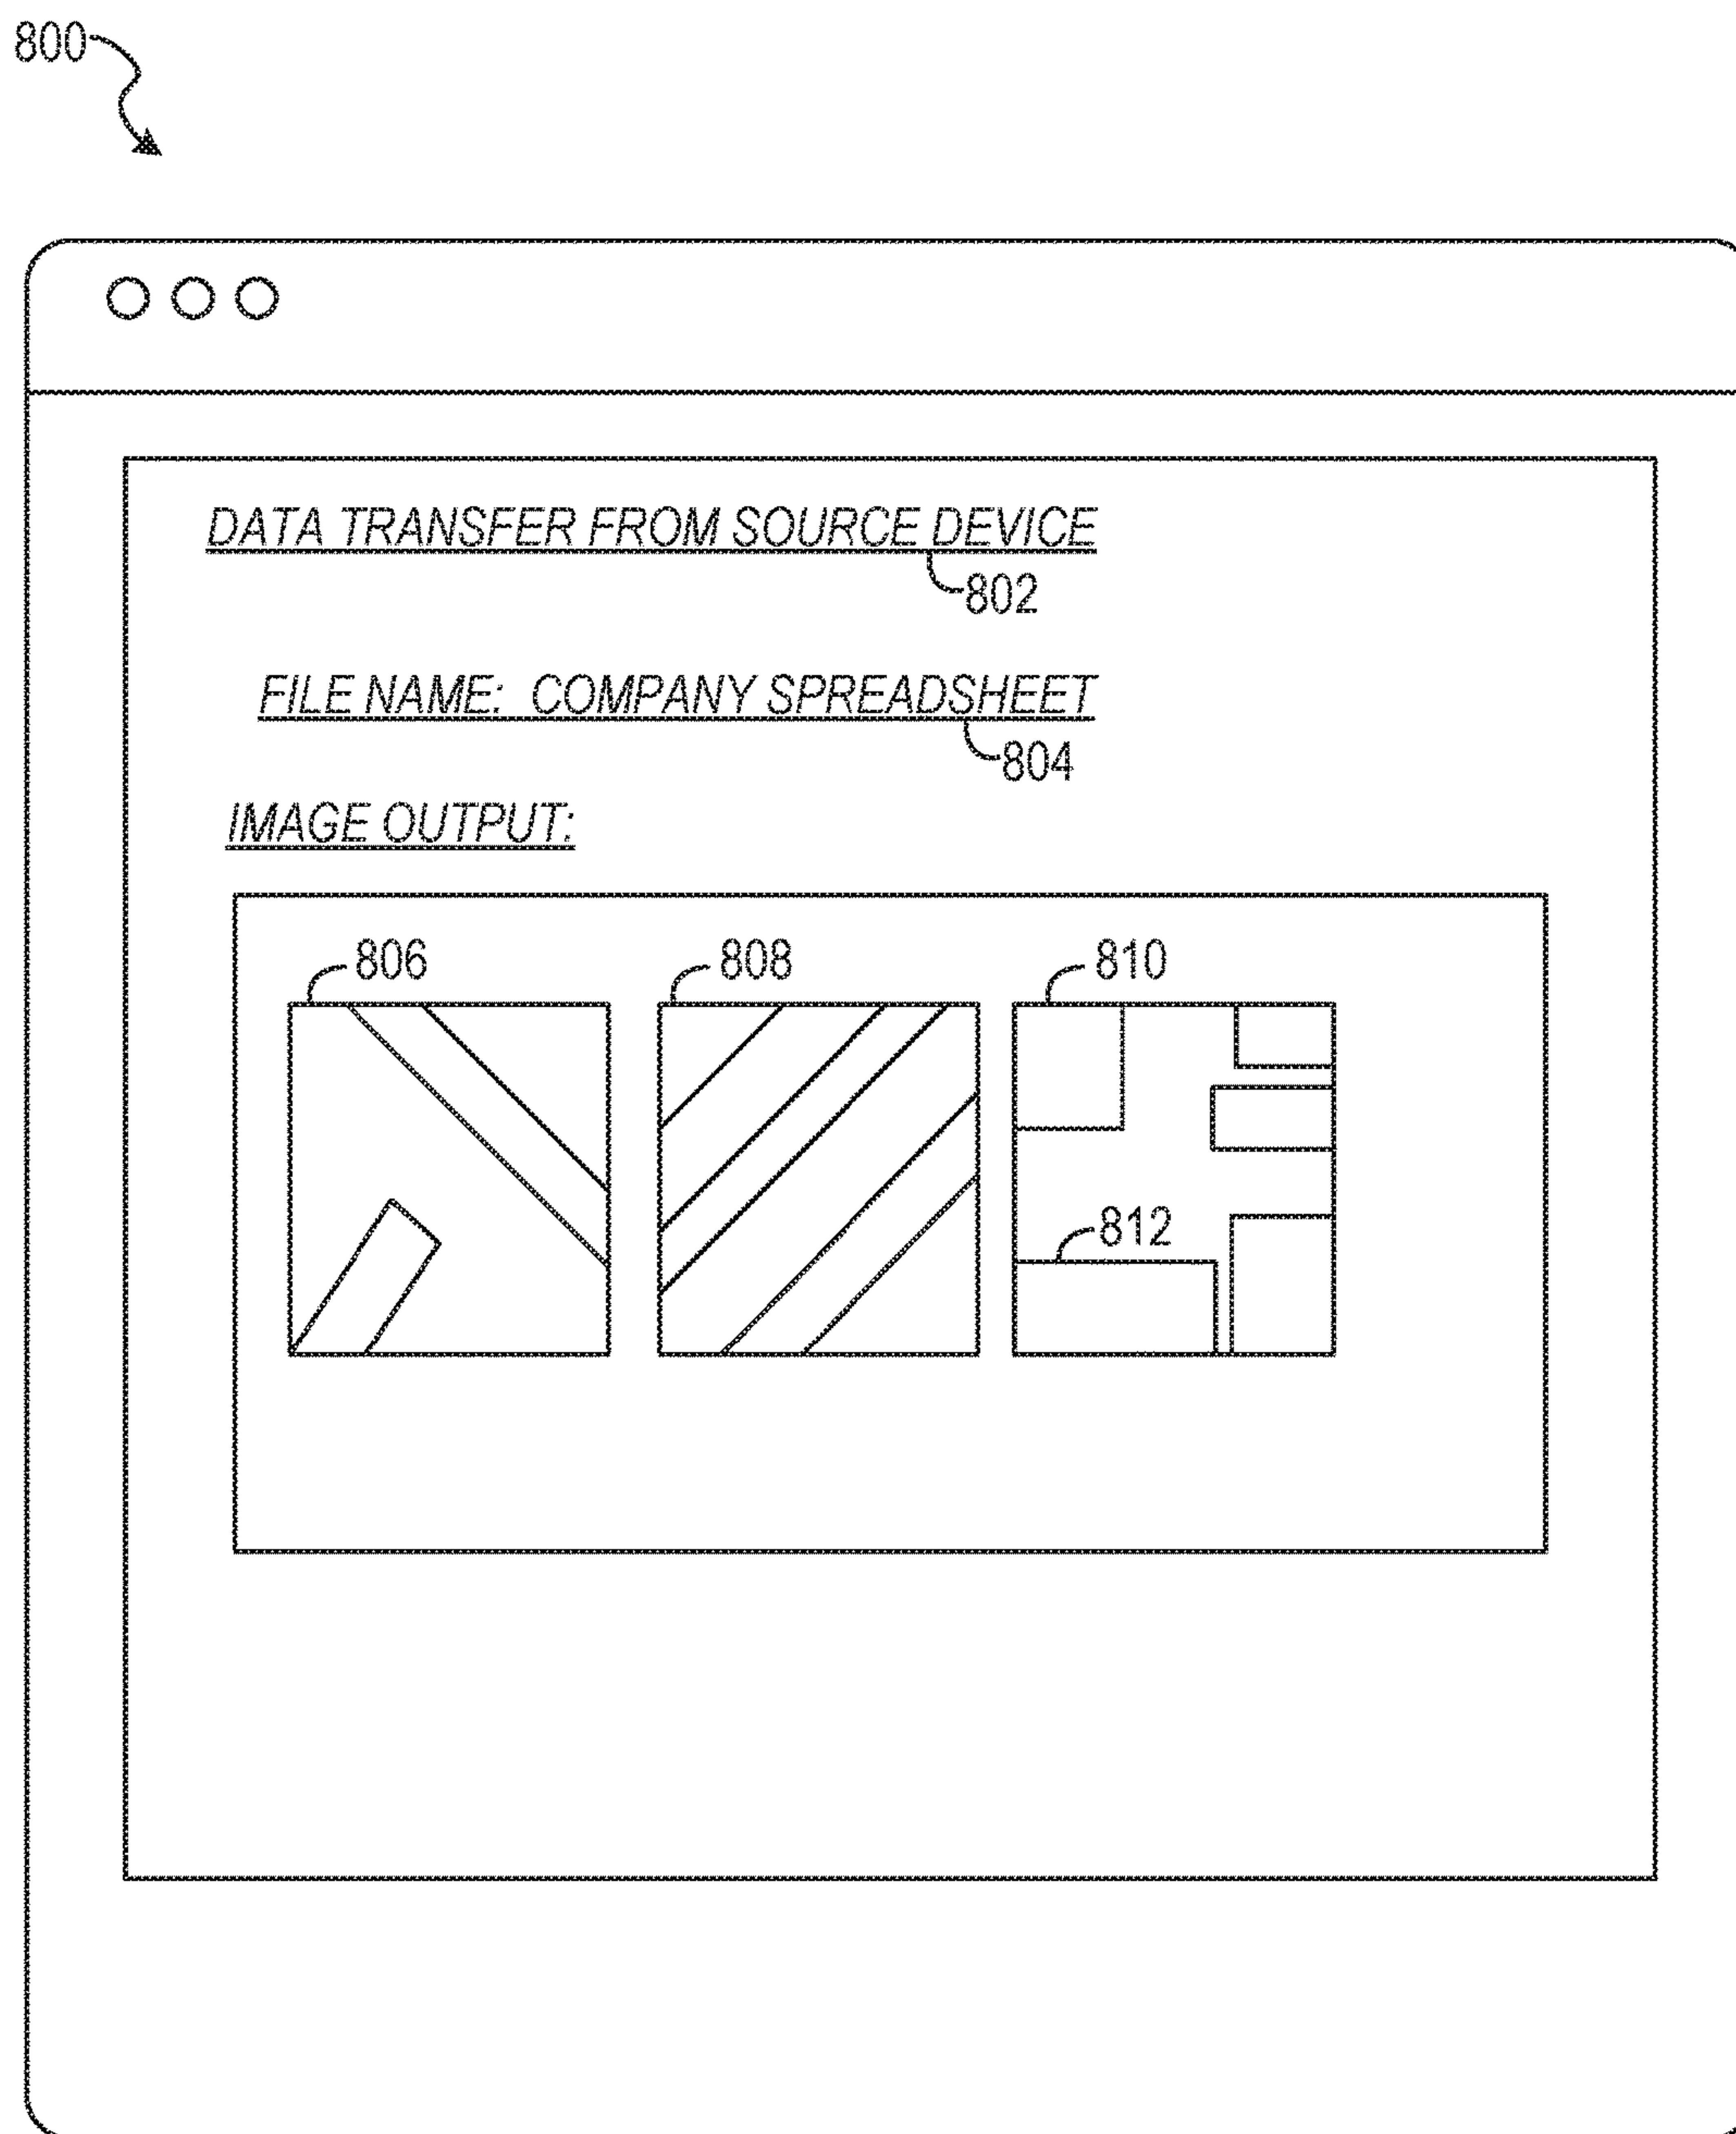 800
DATA TRANSFER FROM SOURCE DEVICE
802
FILE NAME: COMPANY SPREADSHEET
804
IMAGE OUTPUT:
806 808 810
812